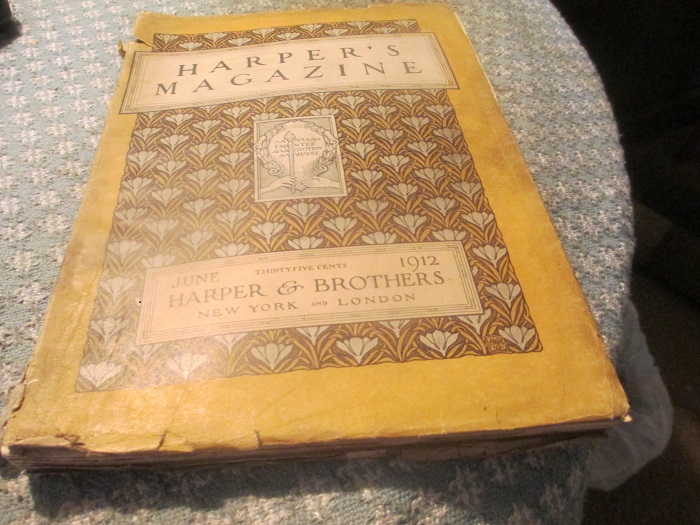 HARPER'S
MAGAZINE
JUNE THIRTYFIVE CENTS 1912
HARPER & BROTHERS
NEW YORK AND LONDON